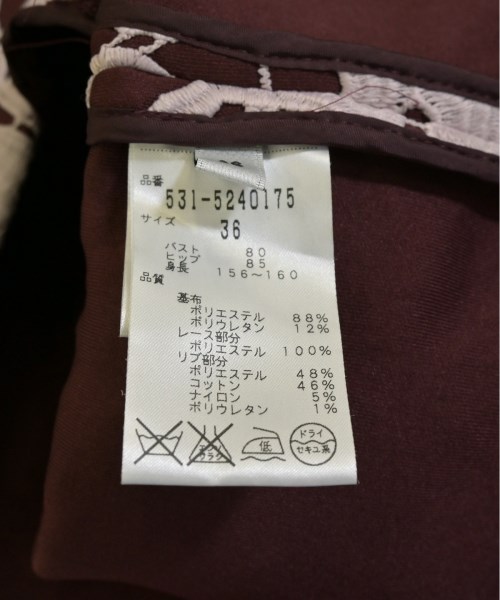 品番
531-5240175
サイズ
36
バスト 80
ヒップ 85
身長 156～160
品質
基布
ポリエステル 88%
ポリウレタン 12%
レース部分
ポリエステル 100%
リブ部分
ポリエステル 48%
コットン 46%
ナイロン 5%
ポリウレタン 1%
低
ドライ
セキユ系